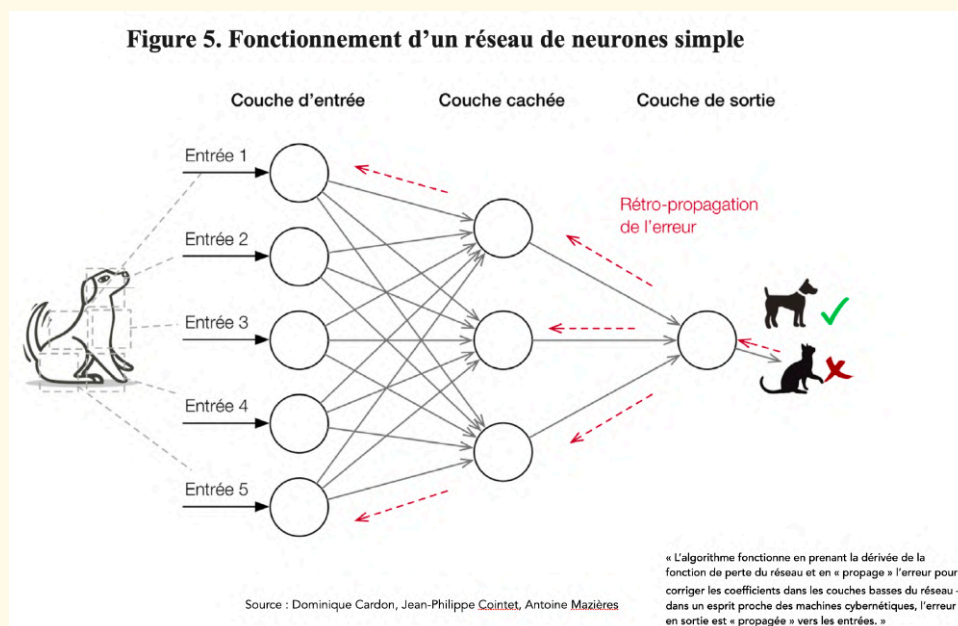 Figure 5. Fonctionnement d’un réseau de neurones simple
Couche d’entrée
Couche cachée
Couche de sortie
Entrée 1
Entrée 2
Entrée 3
Entrée 4
Entrée 5
Rétro-propagation
de l’erreur
Source : Dominique Cardon, Jean-Philippe Cointet, Antoine Mazières
« L’algorithme fonctionne en prenant la dérivée de la
fonction de perte du réseau et en « propage » l’erreur pour
corriger les coefficients dans les couches basses du réseau -
dans un esprit proche des machines cybernétiques, l’erreur
en sortie est « propagée » vers les entrées. »